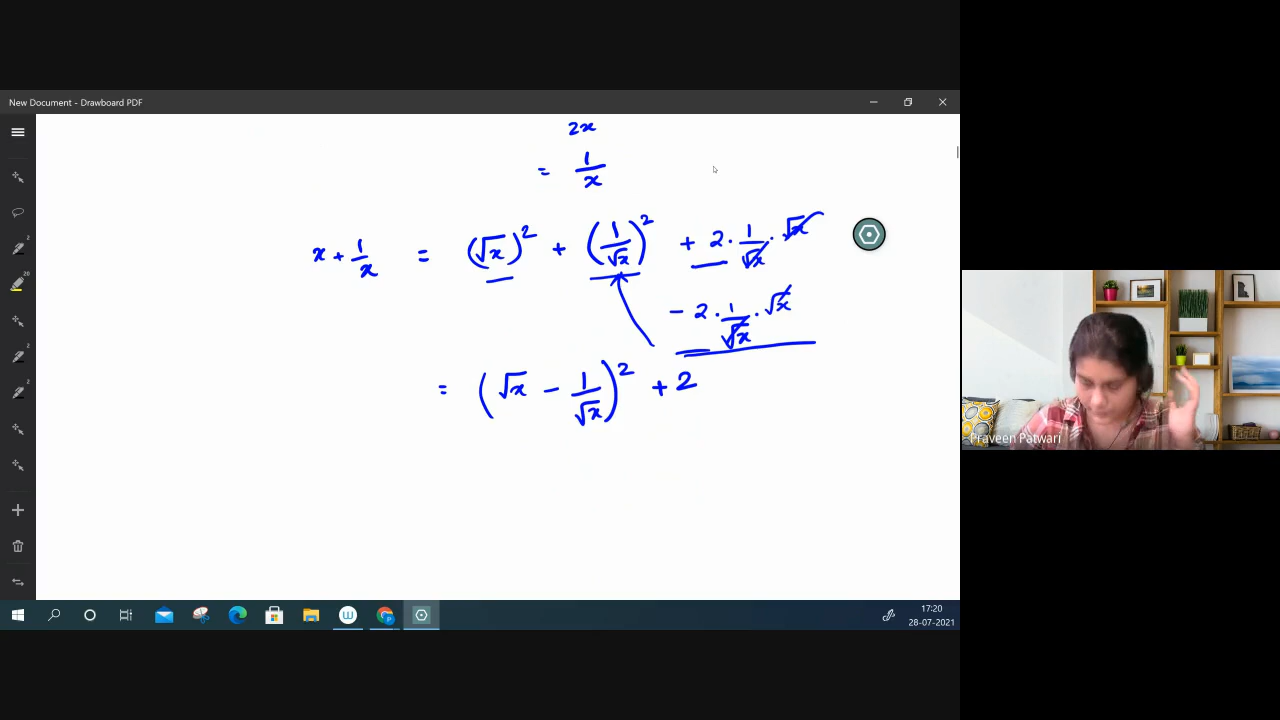 New Document - Drawboard PDF
2x
= 1/x
x + 1/x = (√x)² + (1/√x)² + 2 · 1/√x · √x
- 2 · 1/√x · √x
= (√x - 1/√x)² + 2
Praveen Patwari
17:20
28-07-2021